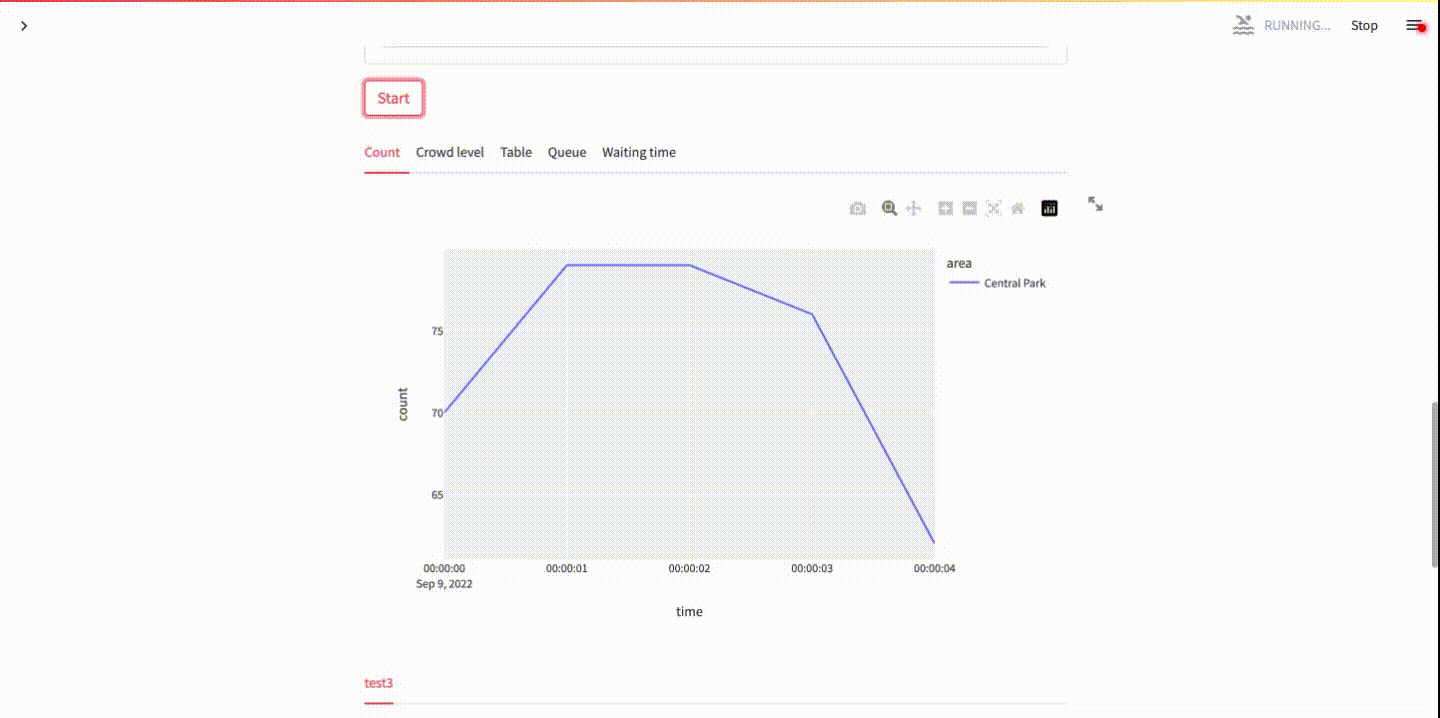 RUNNING... Stop
Start
Count Crowd level Table Queue Waiting time
area
Central Park
75
70
65
count
00:00:00 00:00:01 00:00:02 00:00:03 00:00:04
Sep 9, 2022
time
test3